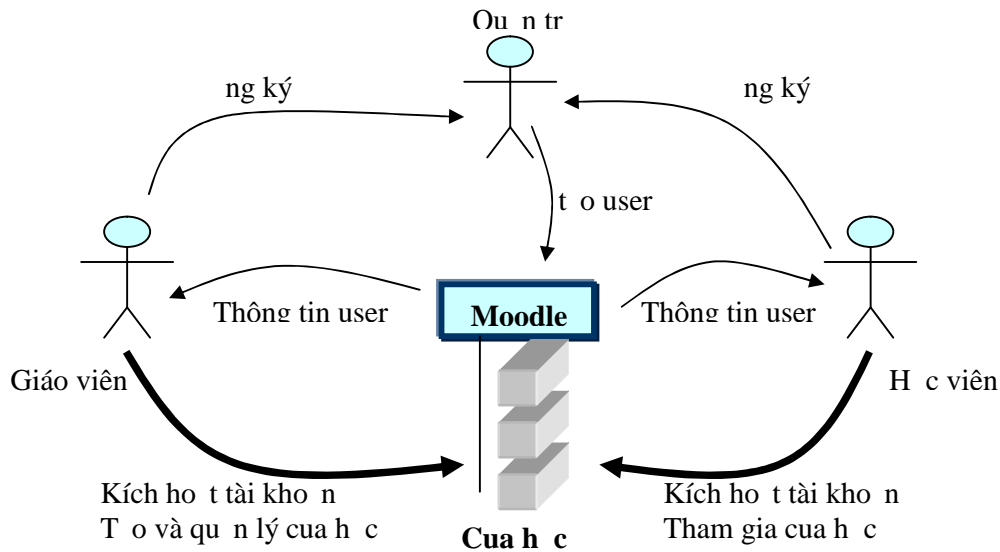 Qu n tr
ng ký
ng ký
t o user
Thông tin user
Moodle
Thông tin user
Giáo viên
H c viên
Kích ho t tài kho n
T o và qu n lý cua h c
Kích ho t tài kho n
Tham gia cua h c
Cua h c